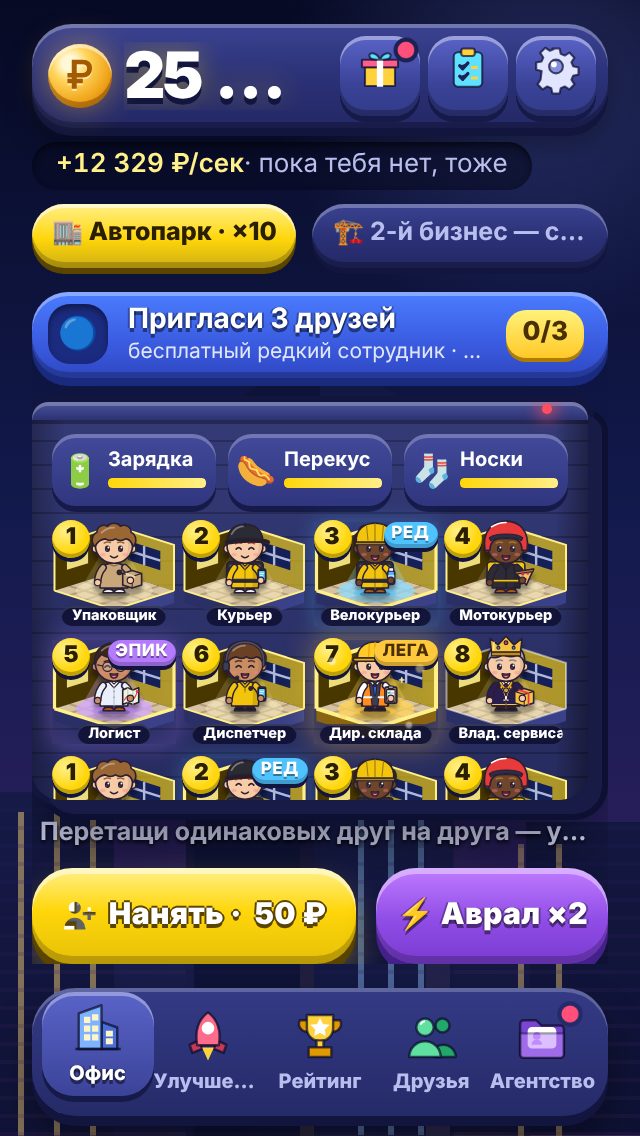 ₽ 25 ...
+12 329 ₽/сек · пока тебя нет, тоже
Автопарк · ×10
2-й бизнес — с...
Пригласи 3 друзей
бесплатный редкий сотрудник · ...
0/3
Зарядка
Перекус
Носки
1 2 3 РЕД 4
Упаковщик Курьер Велокурьер Мотокурьер
5 ЭПИК 6 7 ЛЕГА 8
Логист Диспетчер Дир. склада Влад. сервиса
1 2 РЕД 3 4
Перетащи одинаковых друг на друга — у...
Нанять · 50 ₽
Аврал ×2
Офис Улучше... Рейтинг Друзья Агентство